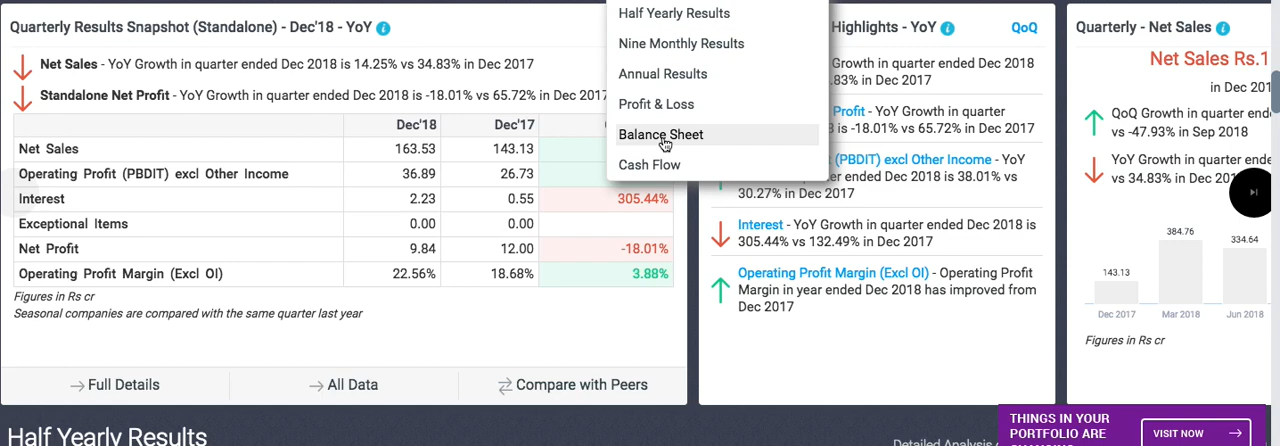 Quarterly Results Snapshot (Standalone) - Dec'18 - YoY
Net Sales - YoY Growth in quarter ended Dec 2018 is 14.25% vs 34.83% in Dec 2017
Standalone Net Profit - YoY Growth in quarter ended Dec 2018 is -18.01% vs 65.72% in Dec 2017
Dec'18 Dec'17
Net Sales 163.53 143.13
Operating Profit (PBDIT) excl Other Income 36.89 26.73
Interest 2.23 0.55 305.44%
Exceptional Items 0.00 0.00
Net Profit 9.84 12.00 -18.01%
Operating Profit Margin (Excl OI) 22.56% 18.68% 3.88%
Figures in Rs cr
Seasonal companies are compared with the same quarter last year
Full Details All Data Compare with Peers
Half Yearly Results
Nine Monthly Results
Annual Results
Profit & Loss
Balance Sheet
Cash Flow
Highlights - YoY QoQ
Growth in quarter ended Dec 2018
.83% in Dec 2017
Profit - YoY Growth in quarter
is -18.01% vs 65.72% in Dec 2017
(PBDIT) excl Other Income - YoY
ended Dec 2018 is 38.01% vs
30.27% in Dec 2017
Interest - YoY Growth in quarter ended Dec 2018 is
305.44% vs 132.49% in Dec 2017
Operating Profit Margin (Excl OI) - Operating Profit
Margin in year ended Dec 2018 has improved from
Dec 2017
Quarterly - Net Sales
Net Sales Rs.1
in Dec 201
QoQ Growth in quarter ende
vs -47.93% in Sep 2018
YoY Growth in quarter ende
vs 34.83% in Dec 201
143.13 384.76 334.64
Dec 2017 Mar 2018 Jun 2018
Figures in Rs cr
Half Yearly Results
Detailed Analysis
THINGS IN YOUR
PORTFOLIO ARE
VISIT NOW